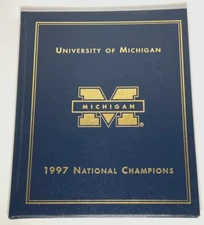 UNIVERSITY OF MICHIGAN
M
MICHIGAN
®
1997 NATIONAL CHAMPIONS